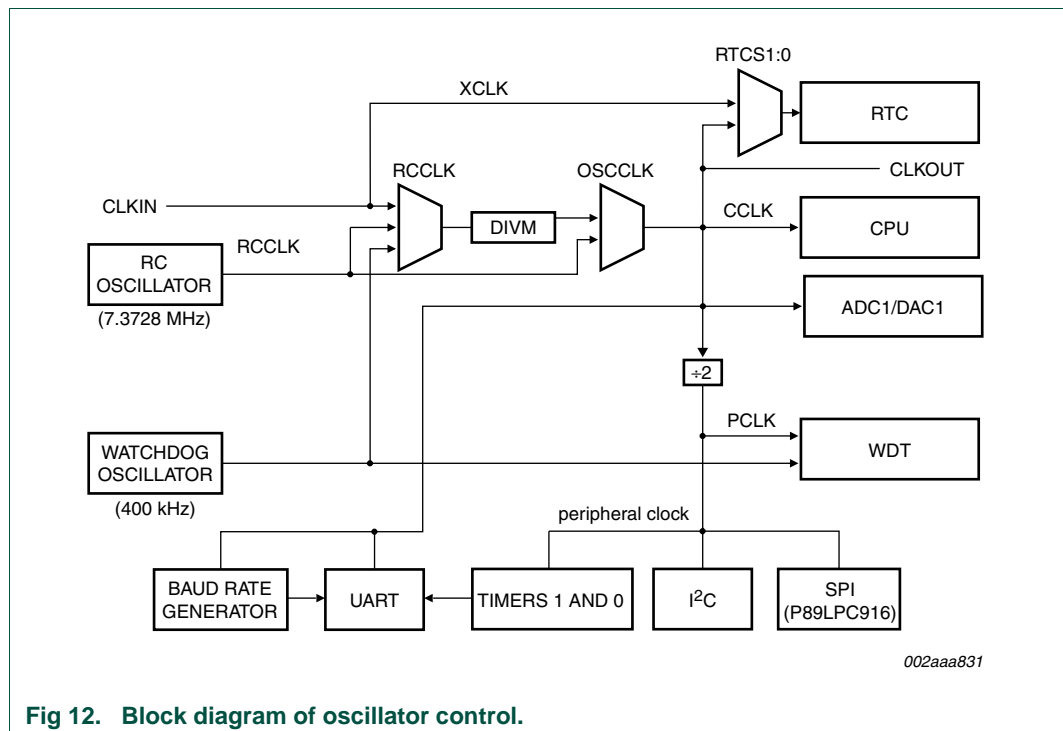 RTCS1:0
XCLK
RTC
RCCLK
OSCCLK
CLKOUT
CLKIN
CCLK
DIVM
CPU
RCCLK
RC
OSCILLATOR
(7.3728 MHz)
ADC1/DAC1
÷2
PCLK
WATCHDOG
OSCILLATOR
WDT
(400 kHz)
peripheral clock
BAUD RATE
GENERATOR
UART
TIMERS 1 AND 0
I²C
SPI
(P89LPC916)
002aaa831
Fig 12. Block diagram of oscillator control.